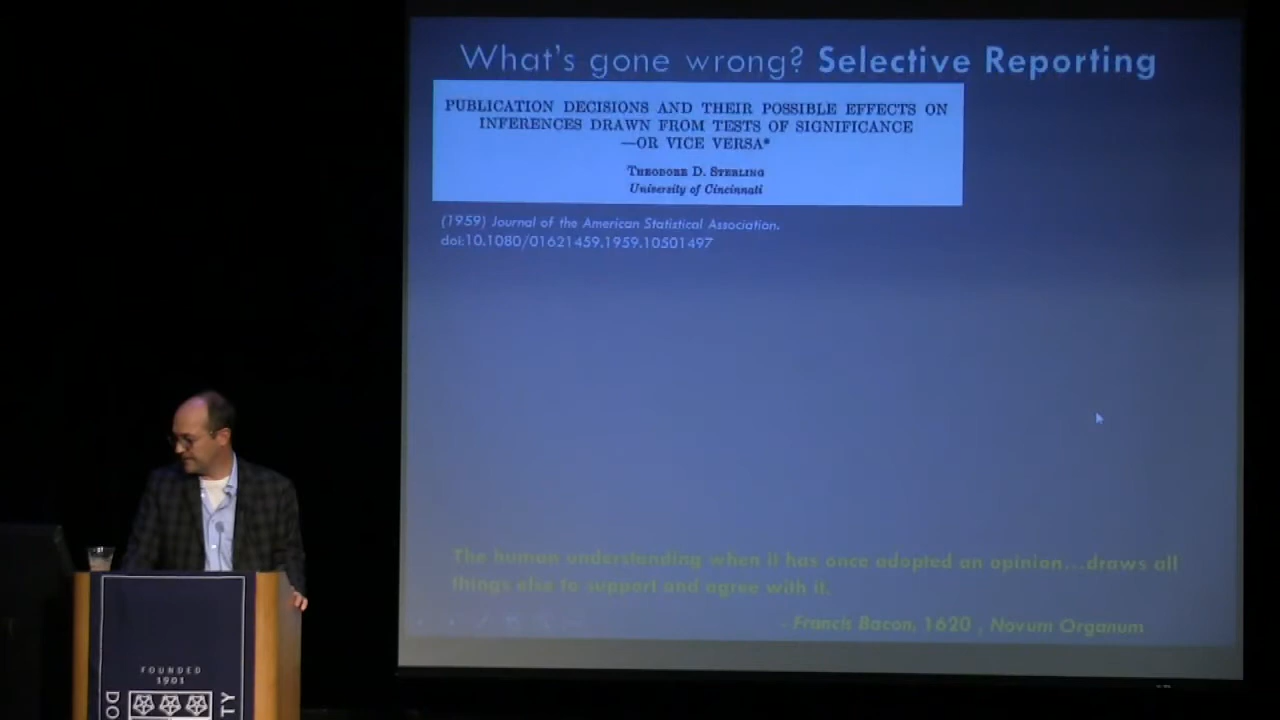 What's gone wrong? Selective Reporting
PUBLICATION DECISIONS AND THEIR POSSIBLE EFFECTS ON
INFERENCES DRAWN FROM TESTS OF SIGNIFICANCE
—OR VICE VERSA*
THEODORE D. STERLING
University of Cincinnati
(1959) Journal of the American Statistical Association.
doi:10.1080/01621459.1959.10501497
The human understanding when it has once adopted an opinion...draws all
things else to support and agree with it.
- Francis Bacon, 1620 , Novum Organum
FOUNDED
1901
DO
TY